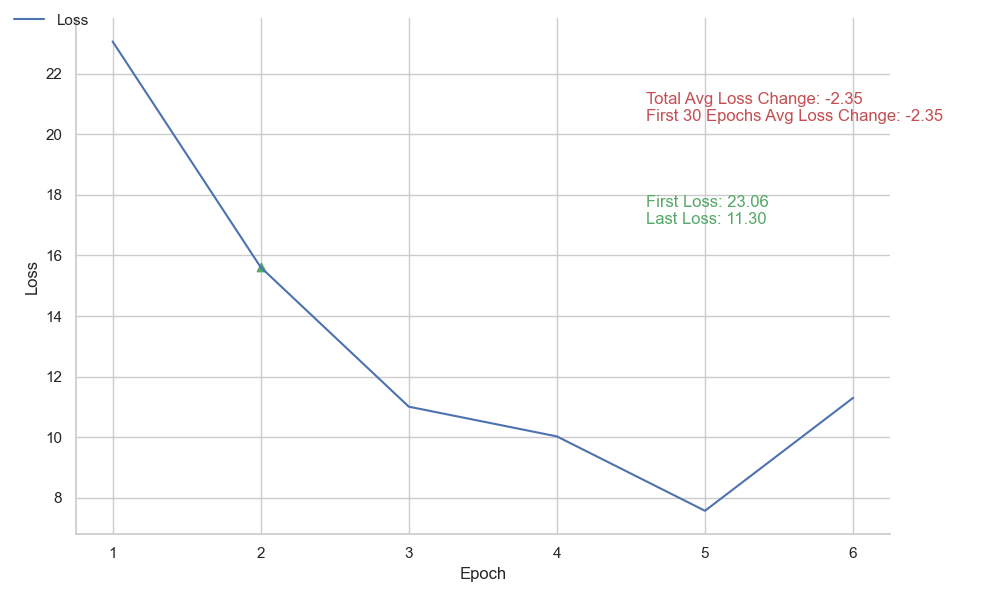 Loss
22
20
18
16
14
12
10
8
Loss
Total Avg Loss Change: -2.35
First 30 Epochs Avg Loss Change: -2.35
First Loss: 23.06
Last Loss: 11.30
1 2 3 4 5 6
Epoch